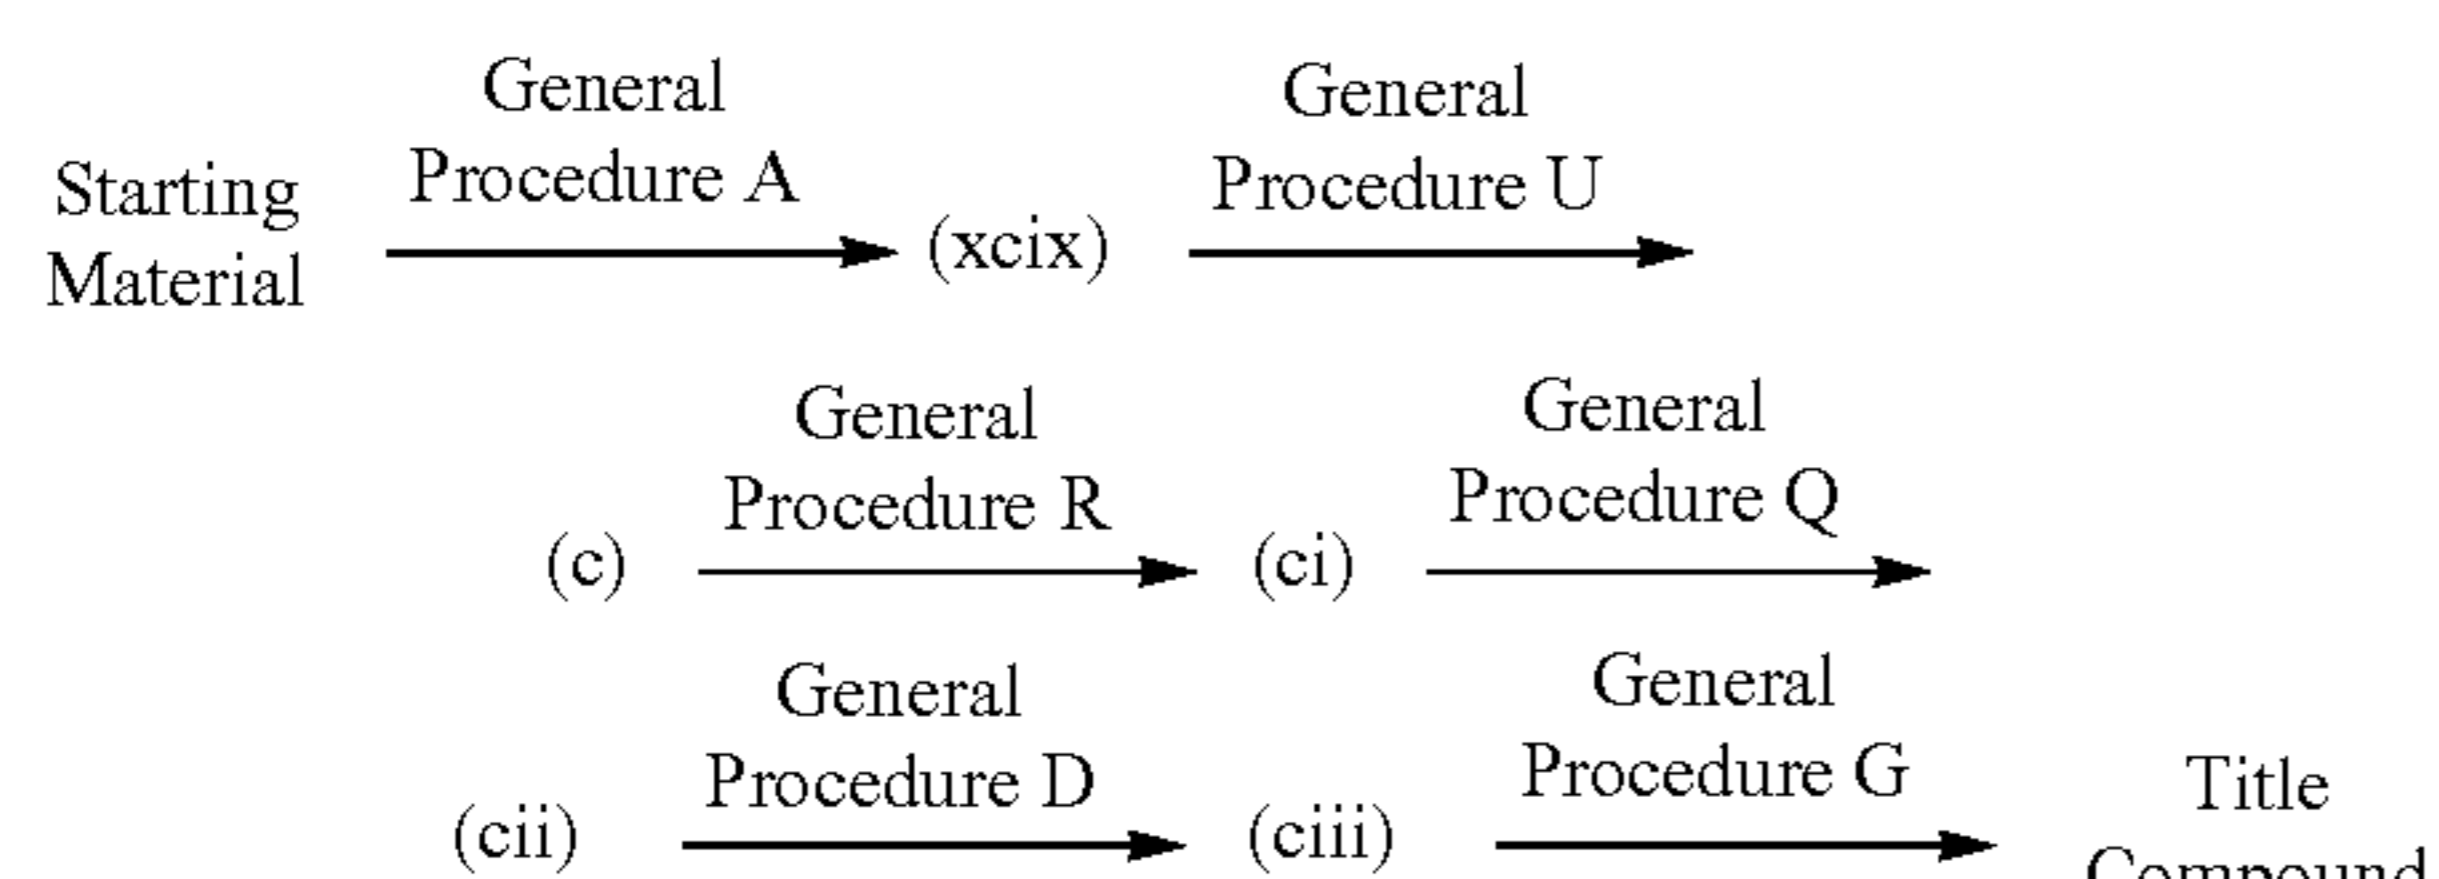 General
Procedure A
Starting
Material
(xcix)
General
Procedure U
(c)
General
Procedure R
(ci)
General
Procedure Q
(cii)
General
Procedure D
(ciii)
General
Procedure G
Title
Compound